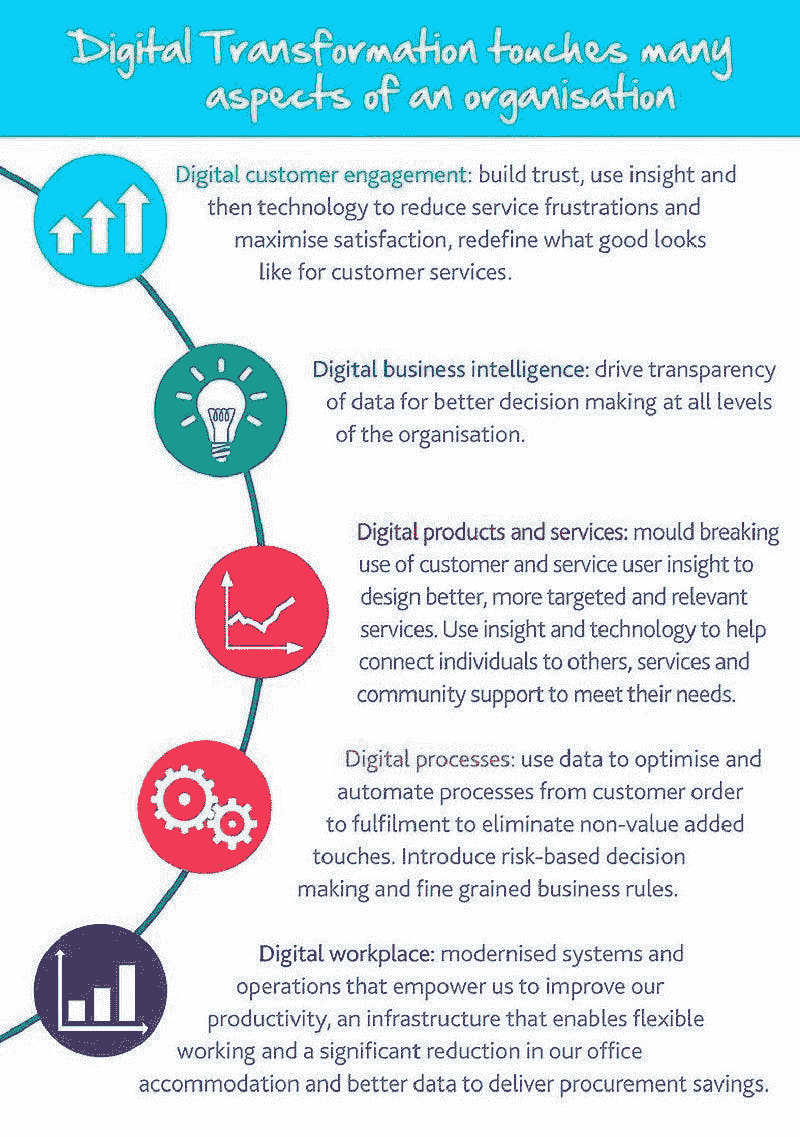 Digital Transformation touches many
aspects of an organisation
Digital customer engagement: build trust, use insight and
then technology to reduce service frustrations and
maximise satisfaction, redefine what good looks
like for customer services.
Digital business intelligence: drive transparency
of data for better decision making at all levels
of the organisation.
Digital products and services: mould breaking
use of customer and service user insight to
design better, more targeted and relevant
services. Use insight and technology to help
connect individuals to others, services and
community support to meet their needs.
Digital processes: use data to optimise and
automate processes from customer order
to fulfilment to eliminate non-value added
touches. Introduce risk-based decision
making and fine grained business rules.
Digital workplace: modernised systems and
operations that empower us to improve our
productivity, an infrastructure that enables flexible
working and a significant reduction in our office
accommodation and better data to deliver procurement savings.